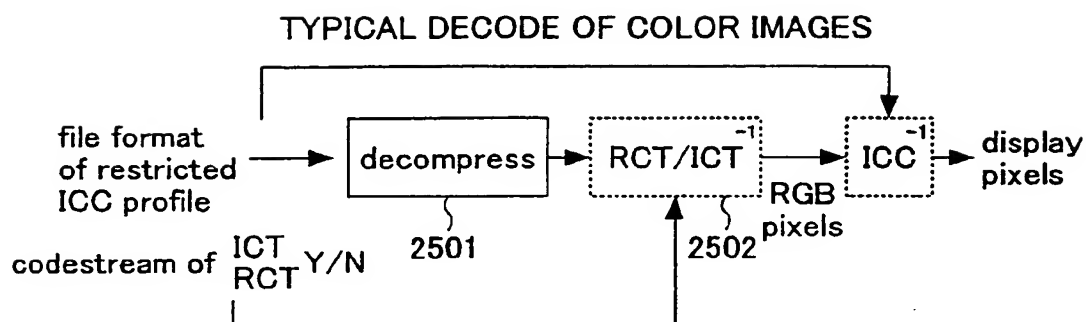 TYPICAL DECODE OF COLOR IMAGES
file format
of restricted
ICC profile
decompress
2501
RCT/ICT -1
2502
RGB
pixels
ICC -1
display
pixels
codestream of ICT
RCT Y/N